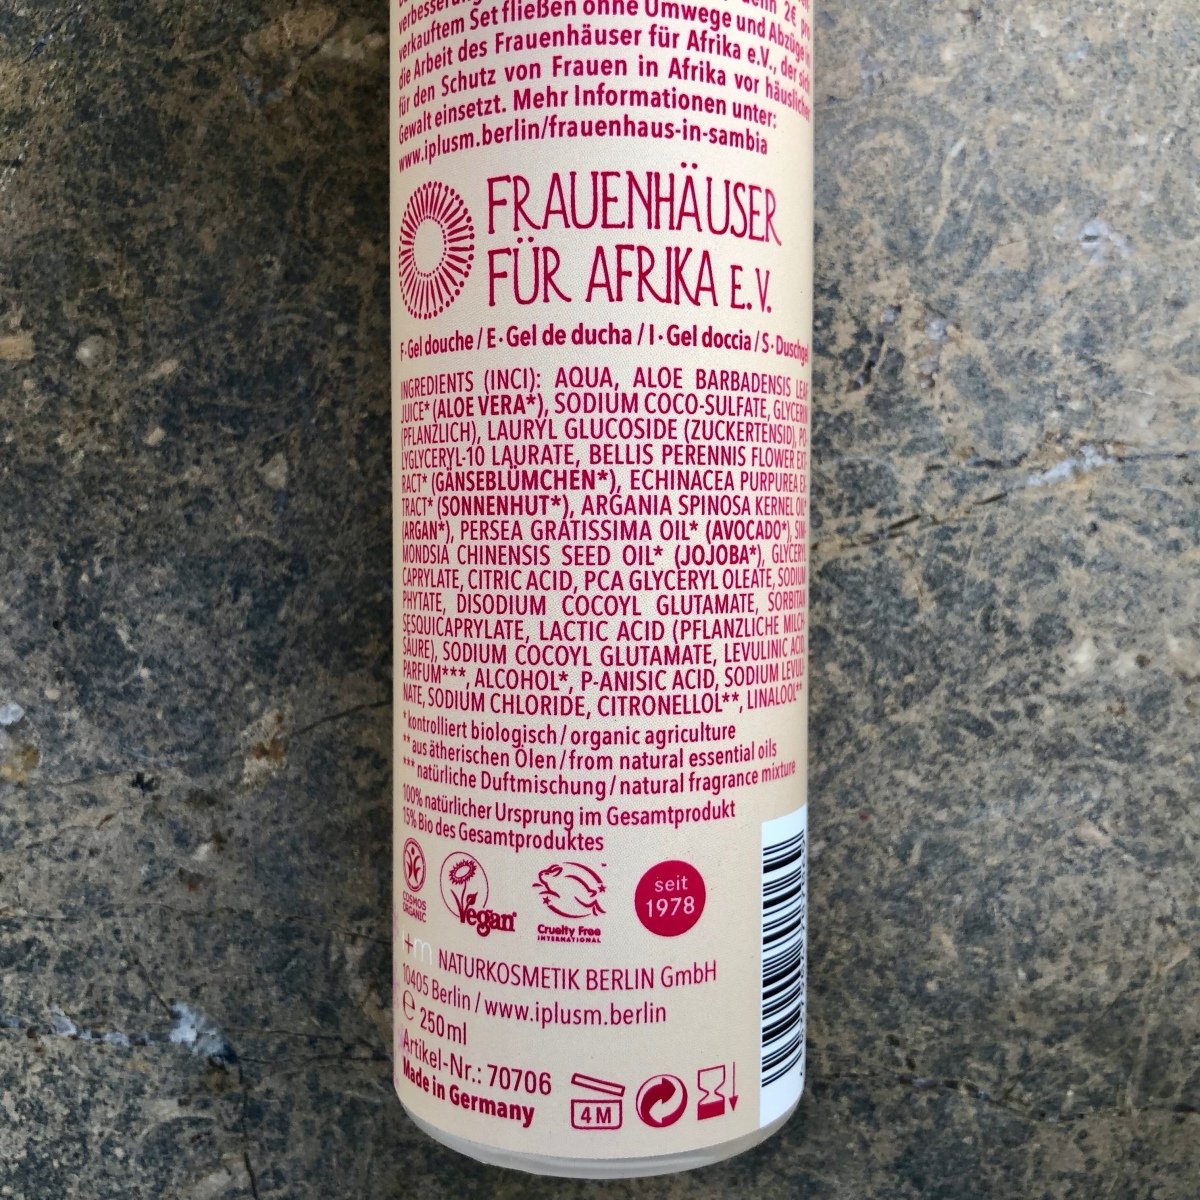 verkauftem Set fließen ohne Umwege und Abzüge in
die Arbeit des Frauenhäuser für Afrika e.V., der sich
für den Schutz von Frauen in Afrika vor häuslicher
Gewalt einsetzt. Mehr Informationen unter:
www.iplusm.berlin/frauenhaus-in-sambia
FRAUENHÄUSER
FÜR AFRIKA E.V.
F·Gel douche / E·Gel de ducha / I·Gel doccia / S·Duschgel
INGREDIENTS (INCI): AQUA, ALOE BARBADENSIS LEAF
JUICE* (ALOE VERA*), SODIUM COCO-SULFATE, GLYCERIN
(PFLANZLICH), LAURYL GLUCOSIDE (ZUCKERTENSID), PO-
LYGLYCERYL-10 LAURATE, BELLIS PERENNIS FLOWER EXT-
RACT* (GÄNSEBLÜMCHEN*), ECHINACEA PURPUREA EX-
TRACT* (SONNENHUT*), ARGANIA SPINOSA KERNEL OIL*
(ARGAN*), PERSEA GRATISSIMA OIL* (AVOCADO*), SIM-
MONDSIA CHINENSIS SEED OIL* (JOJOBA*), GLYCERYL
CAPRYLATE, CITRIC ACID, PCA GLYCERYL OLEATE, SODIUM
PHYTATE, DISODIUM COCOYL GLUTAMATE, SORBITAN
SESQUICAPRYLATE, LACTIC ACID (PFLANZLICHE MILCH-
SÄURE), SODIUM COCOYL GLUTAMATE, LEVULINIC ACID,
PARFUM***, ALCOHOL*, P-ANISIC ACID, SODIUM LEVULI-
NATE, SODIUM CHLORIDE, CITRONELLOL**, LINALOOL**
*kontrolliert biologisch / organic agriculture
**aus ätherischen Ölen / from natural essential oils
***natürliche Duftmischung / natural fragrance mixture
100% natürlicher Ursprung im Gesamtprodukt
15% Bio des Gesamtproduktes
COSMOS
ORGANIC
Vegan
Cruelty Free
INTERNATIONAL
seit
1978
+m NATURKOSMETIK BERLIN GmbH
10405 Berlin / www.iplusm.berlin
℮ 250ml
Artikel-Nr.: 70706
Made in Germany
4 M